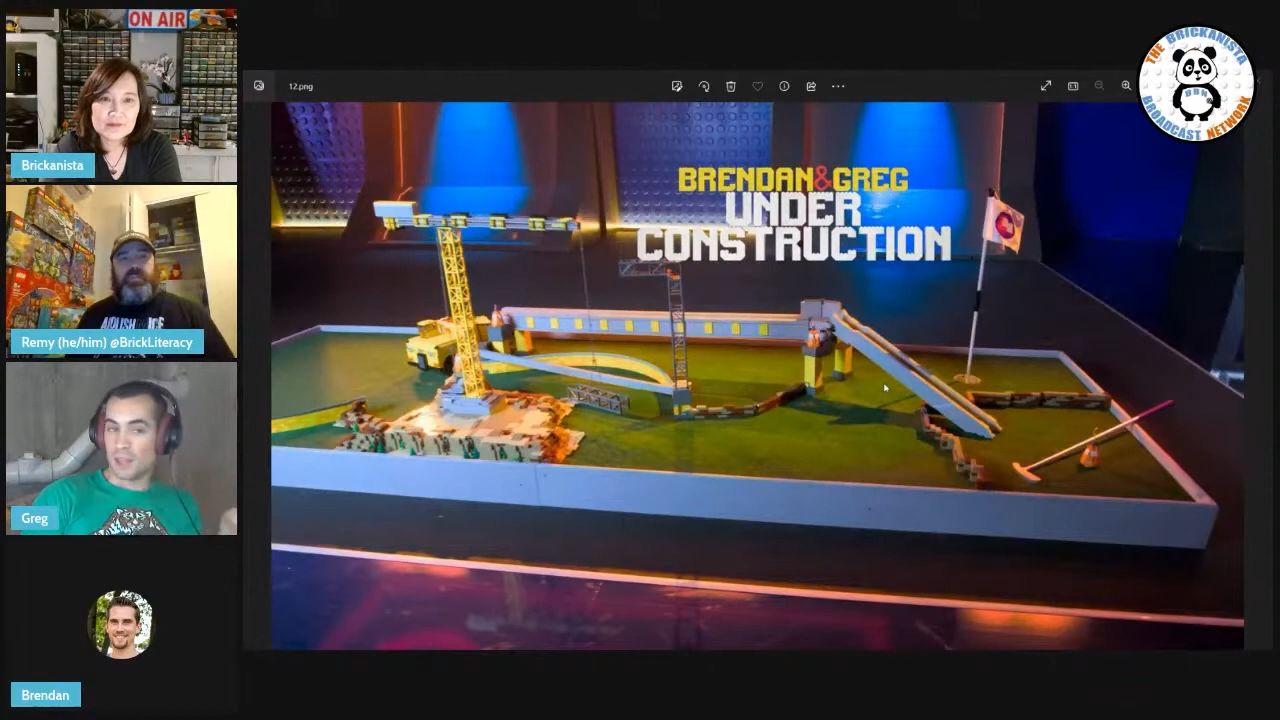 ON AIR
Brickanista
Remy (he/him) @BrickLiteracy
Greg
Brendan
12.png
BRENDAN&GREG
UNDER
CONSTRUCTION
THE BRICKANISTA
BROADCAST NETWORK